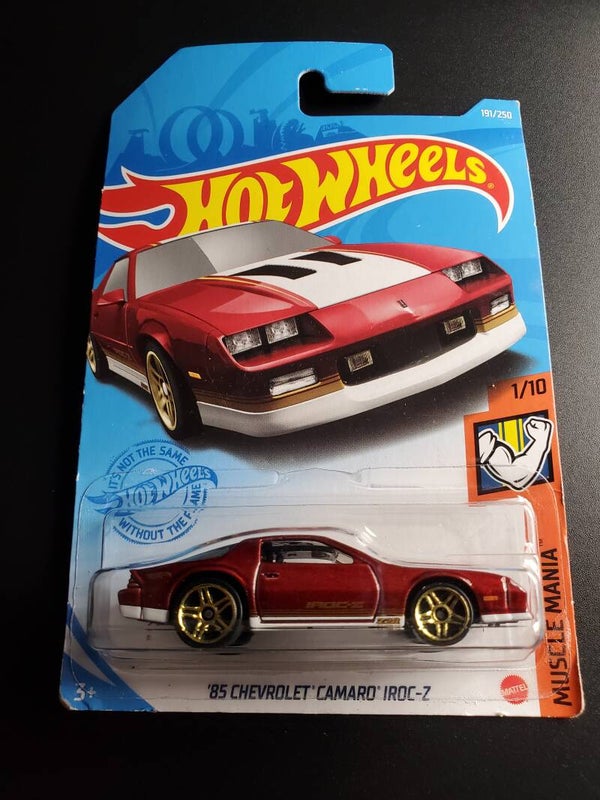 191/250
HOT WHEELS®
1/10
IT'S NOT THE SAME
HOT WHEELS
WITHOUT THE FLAME
MUSCLE MANIA™
IROC-Z
3+
'85 CHEVROLET® CAMARO® IROC-Z
MATTEL